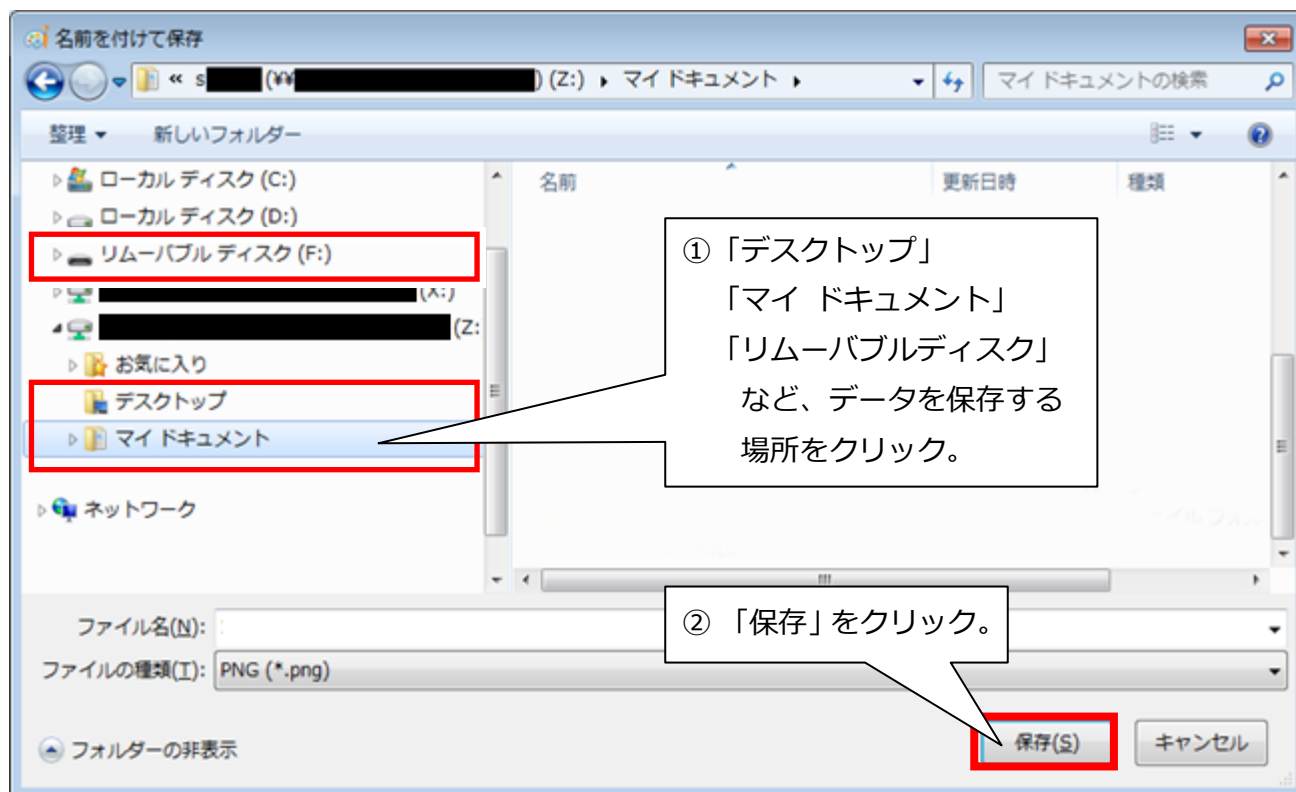 名前を付けて保存
« s (¥¥ ) (Z:) マイ ドキュメント マイ ドキュメントの検索
整理 新しいフォルダー
ローカル ディスク (C:)
ローカル ディスク (D:)
リムーバブル ディスク (F:)
(X:)
(Z:
お気に入り
デスクトップ
マイ ドキュメント
ネットワーク
名前 更新日時 種類
①「デスクトップ」
「マイ ドキュメント」
「リムーバブルディスク」
など、データを保存する
場所をクリック。
ファイル名(N):
②「保存」をクリック。
ファイルの種類(T): PNG (*.png)
フォルダーの非表示
保存(S) キャンセル